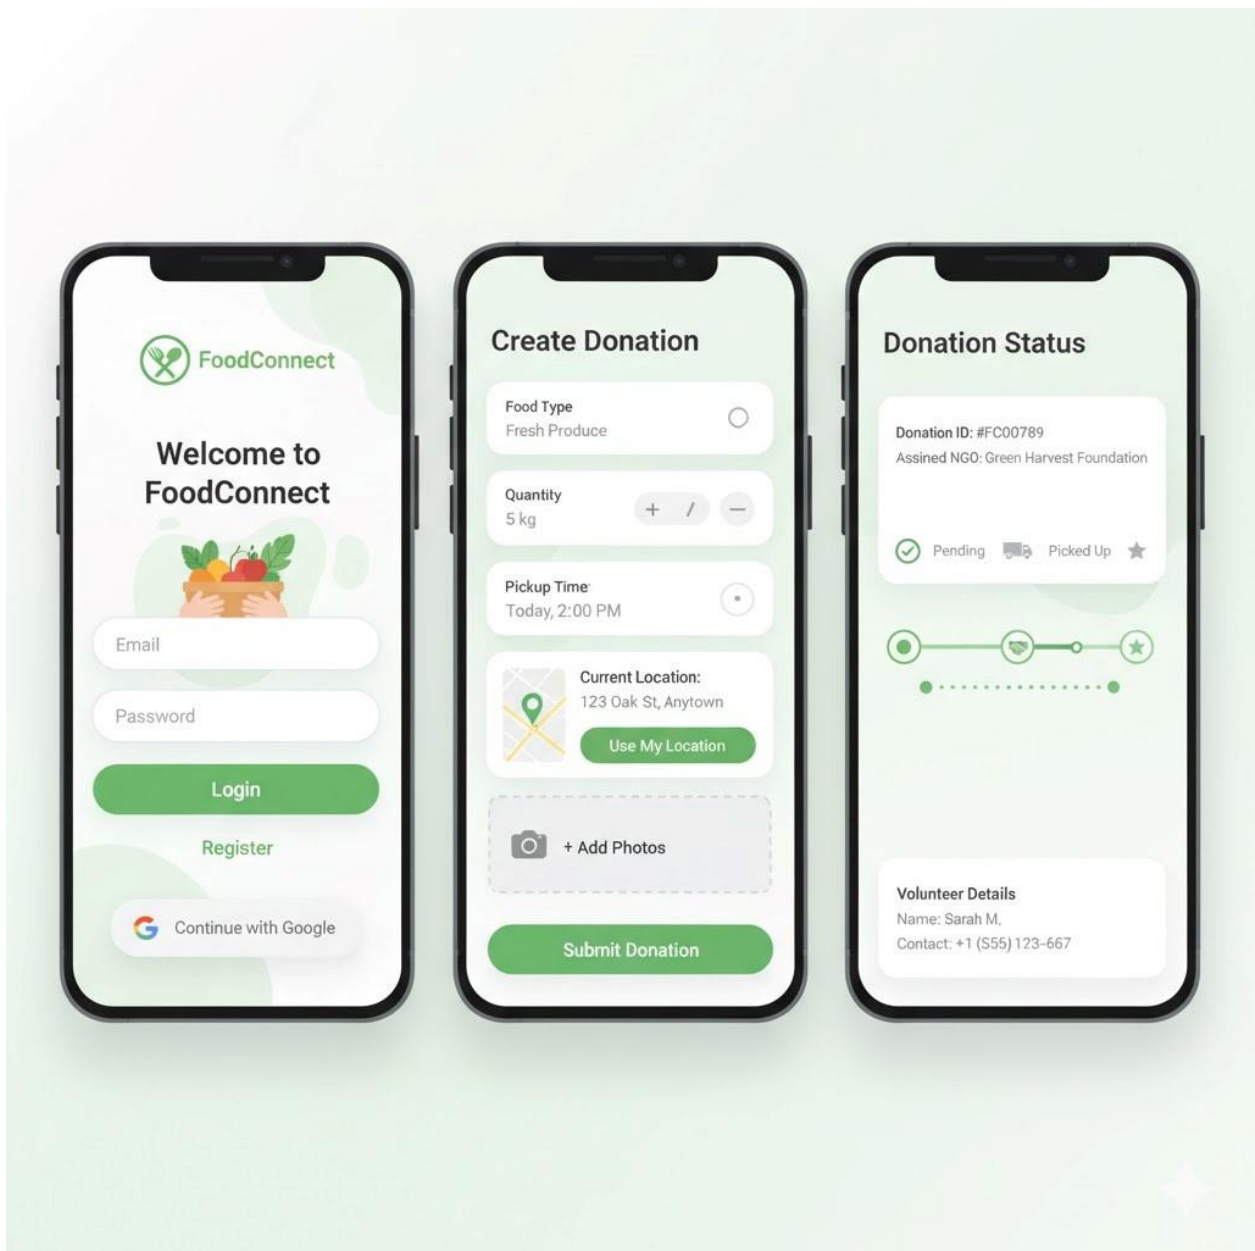 FoodConnect
Welcome to
FoodConnect
Email
Password
Login
Register
Continue with Google
Create Donation
Food Type
Fresh Produce
Quantity
5 kg
+ / −
Pickup Time:
Today, 2:00 PM
Current Location:
123 Oak St, Anytown
Use My Location
+ Add Photos
Submit Donation
Donation Status
Donation ID: #FC00789
Assined NGO: Green Harvest Foundation
Pending Picked Up
Volunteer Details
Name: Sarah M,
Contact: +1 (S55) 123-667